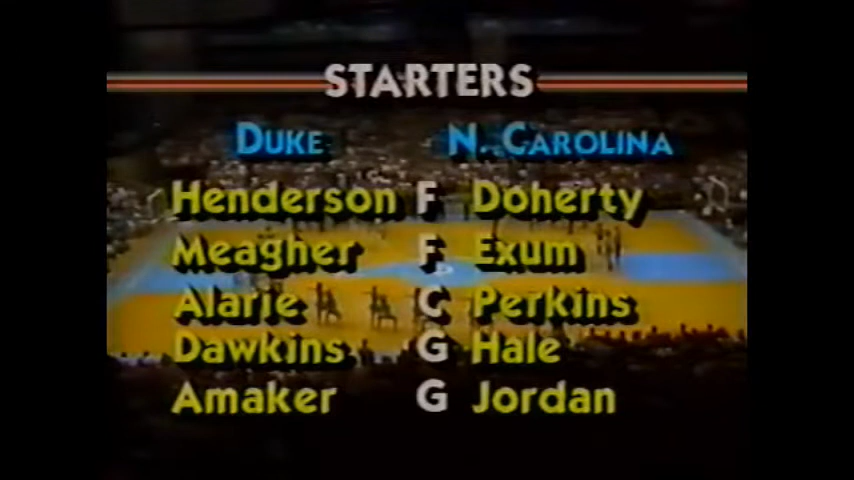 STARTERS
DUKE N. CAROLINA
Henderson F Doherty
Meagher F Exum
Alarie C Perkins
Dawkins G Hale
Amaker G Jordan